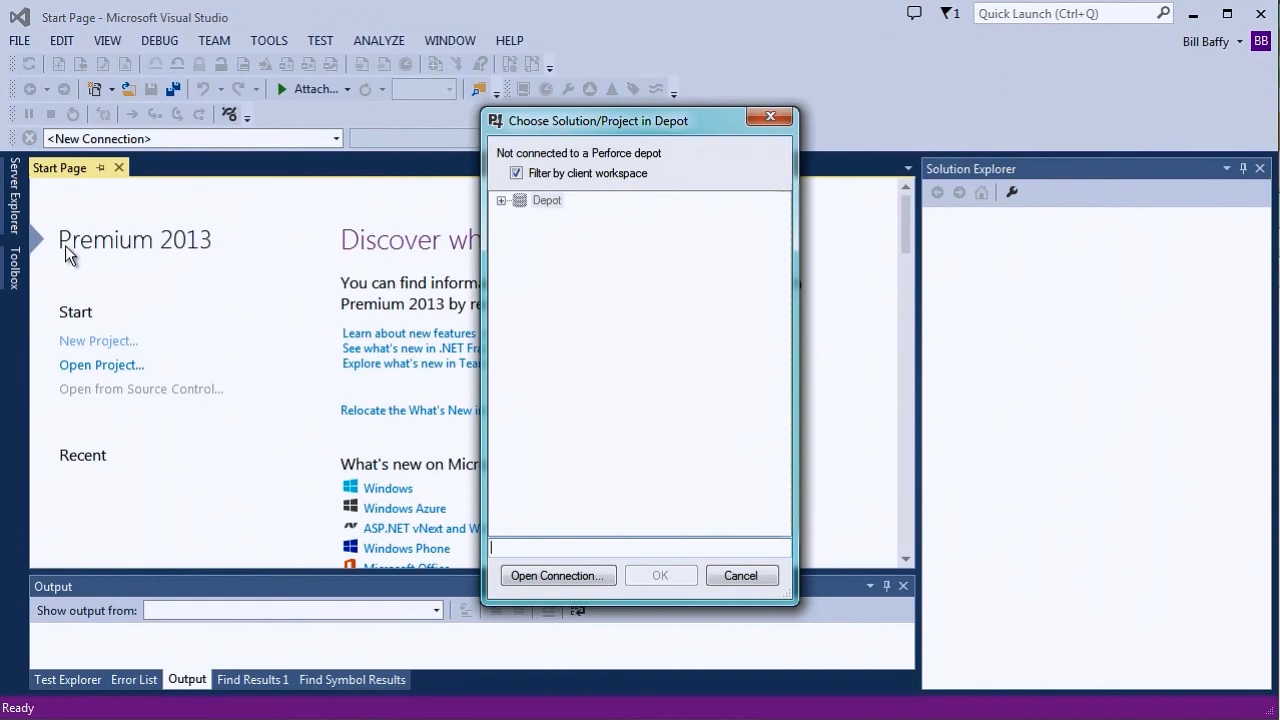 Start Page - Microsoft Visual Studio
1
Quick Launch (Ctrl+Q)
FILE EDIT VIEW DEBUG TEAM TOOLS TEST ANALYZE WINDOW HELP
Bill Baffy
BB
Attach...
<New Connection>
Server Explorer
Toolbox
Start Page
Premium 2013
Start
New Project...
Open Project...
Open from Source Control...
Recent
Discover wh
You can find informa
Premium 2013 by re
Learn about new features
See what's new in .NET Fra
Explore what's new in Tea
Relocate the What's New i
What's new on Micr
Windows
Windows Azure
ASP.NET vNext and W
Windows Phone
Microsoft Office
Choose Solution/Project in Depot
Not connected to a Perforce depot
Filter by client workspace
Depot
Open Connection...
OK
Cancel
Solution Explorer
Output
Show output from:
Test Explorer Error List Output Find Results 1 Find Symbol Results
Ready